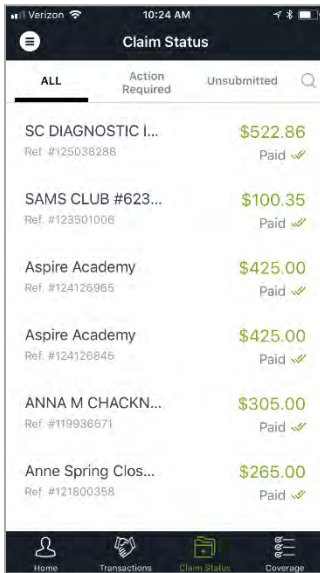 Verizon 10:24 AM
Claim Status
ALL Action Required Unsubmitted
SC DIAGNOSTIC I... $522.86
Ref. #125038288 Paid
SAMS CLUB #623... $100.35
Ref. #123501006 Paid
Aspire Academy $425.00
Ref. #124126965 Paid
Aspire Academy $425.00
Ref. #124126846 Paid
ANNA M CHACKN... $305.00
Ref. #119936671 Paid
Anne Spring Clos... $265.00
Ref. #121800358 Paid
Home Transactions Claim Status Coverage